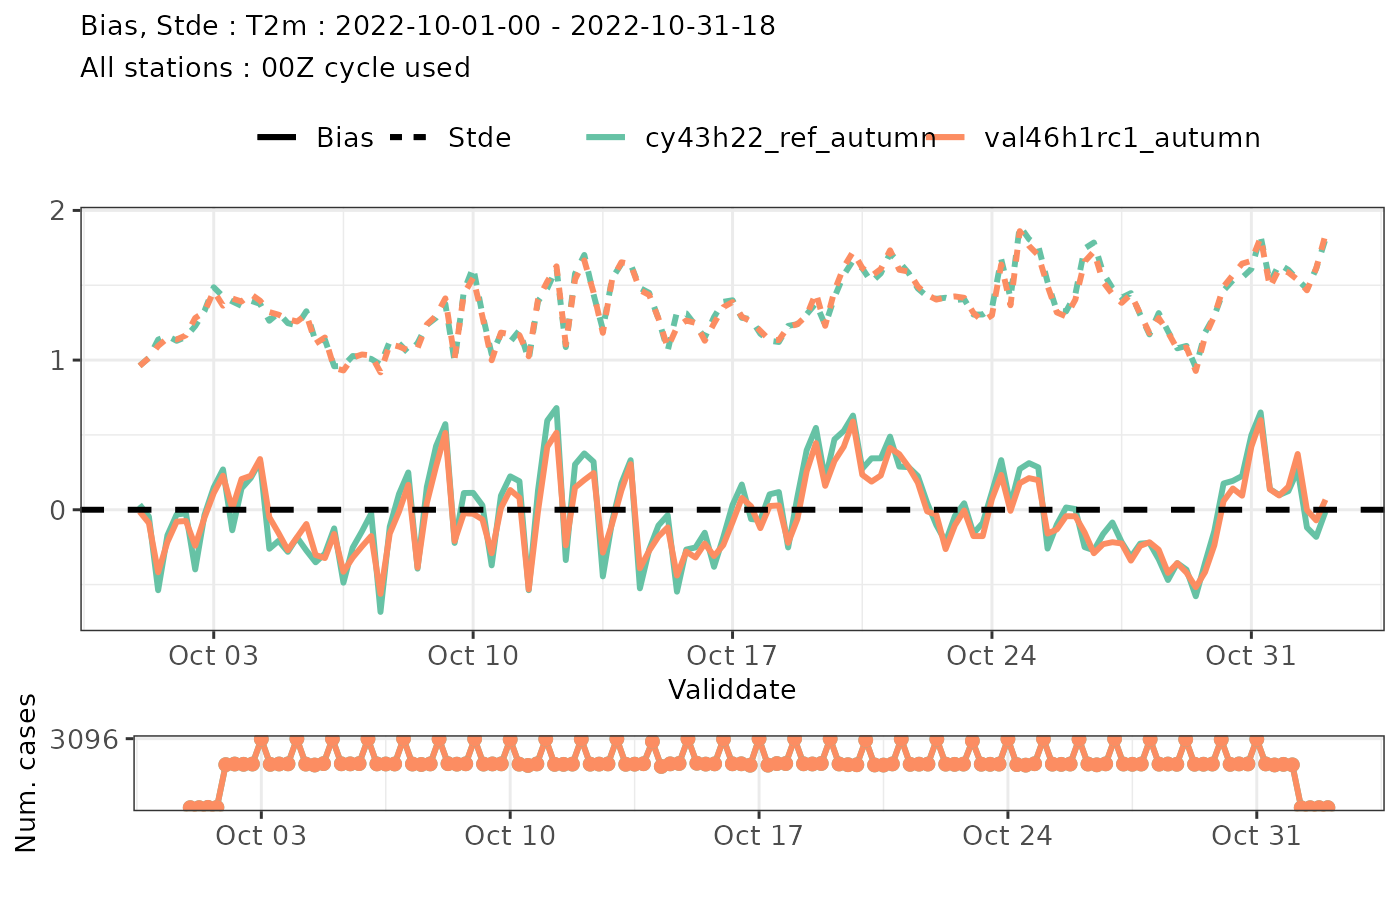 Bias, Stde : T2m : 2022-10-01-00 - 2022-10-31-18
All stations : 00Z cycle used
Bias Stde cy43h22_ref_autumn val46h1rc1_autumn
2
1
0
Oct 03 Oct 10 Oct 17 Oct 24 Oct 31
Validdate
Num. cases
3096
Oct 03 Oct 10 Oct 17 Oct 24 Oct 31